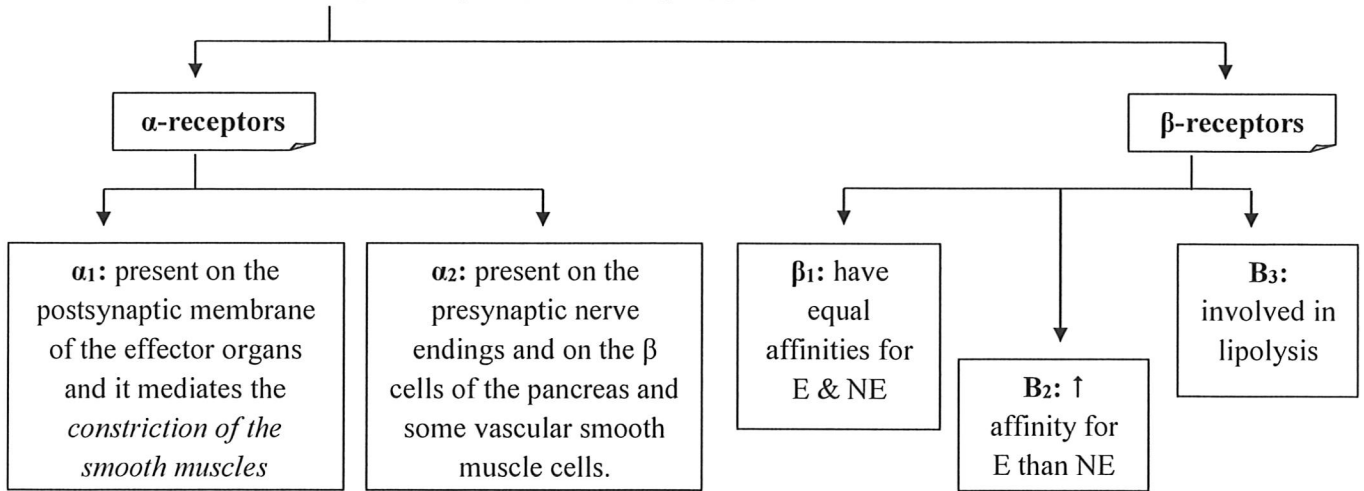 α-receptors
β-receptors
α1: present on the
postsynaptic membrane
of the effector organs
and it mediates the
constriction of the
smooth muscles
α2: present on the
presynaptic nerve
endings and on the β
cells of the pancreas and
some vascular smooth
muscle cells.
β1: have
equal
affinities for
E & NE
B2: ↑
affinity for
E than NE
B3:
involved in
lipolysis